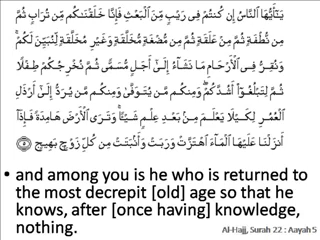 يَٰٓأَيُّهَا ٱلنَّاسُ إِن كُنتُمْ فِى رَيْبٍ مِّنَ ٱلْبَعْثِ فَإِنَّا خَلَقْنَٰكُم مِّن تُرَابٍ ثُمَّ
مِن نُّطْفَةٍ ثُمَّ مِنْ عَلَقَةٍ ثُمَّ مِن مُّضْغَةٍ مُّخَلَّقَةٍ وَغَيْرِ مُخَلَّقَةٍ لِّنُبَيِّنَ لَكُمْ
وَنُقِرُّ فِى ٱلْأَرْحَامِ مَا نَشَآءُ إِلَىٰٓ أَجَلٍ مُّسَمًّى ثُمَّ نُخْرِجُكُمْ طِفْلًا
ثُمَّ لِتَبْلُغُوٓا۟ أَشُدَّكُمْ وَمِنكُم مَّن يُتَوَفَّىٰ وَمِنكُم مَّن يُرَدُّ إِلَىٰٓ أَرْذَلِ
ٱلْعُمُرِ لِكَيْلَا يَعْلَمَ مِنۢ بَعْدِ عِلْمٍ شَيْـًٔا وَتَرَى ٱلْأَرْضَ هَامِدَةً فَإِذَآ
أَنزَلْنَا عَلَيْهَا ٱلْمَآءَ ٱهْتَزَّتْ وَرَبَتْ وَأَنۢبَتَتْ مِن كُلِّ زَوْجٍۭ بَهِيجٍ ٥
• and among you is he who is returned to
the most decrepit [old] age so that he
knows, after [once having] knowledge,
nothing.
Al-Hajj, Surah 22 : Aayah 5